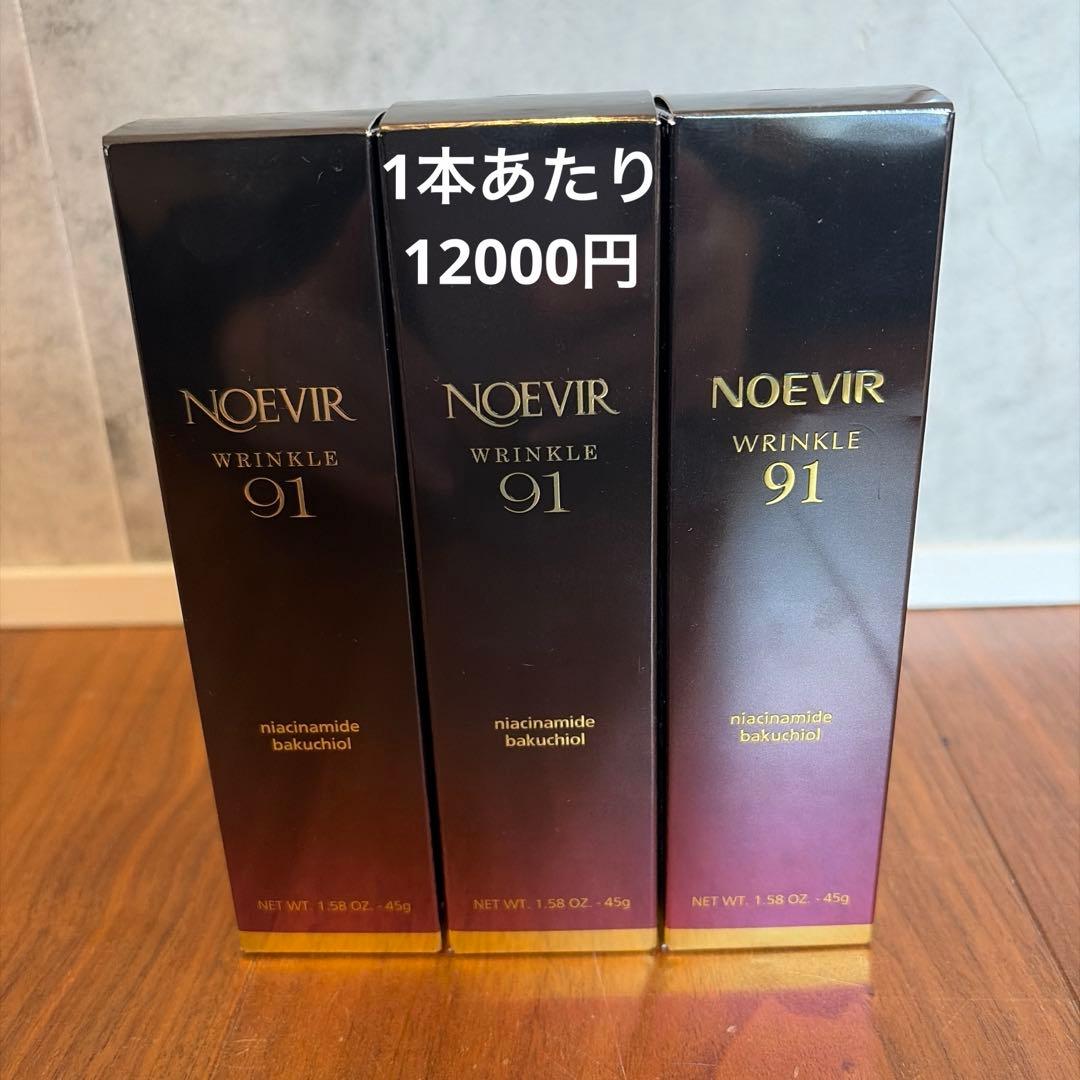 1本あたり
12000円
NOEVIR
WRINKLE
91
niacinamide
bakuchiol
NET WT. 1.58 OZ. - 45g
NOEVIR
WRINKLE
91
niacinamide
bakuchiol
NET WT. 1.58 OZ. - 45g
NOEVIR
WRINKLE
91
niacinamide
bakuchiol
NET WT. 1.58 OZ. - 45g